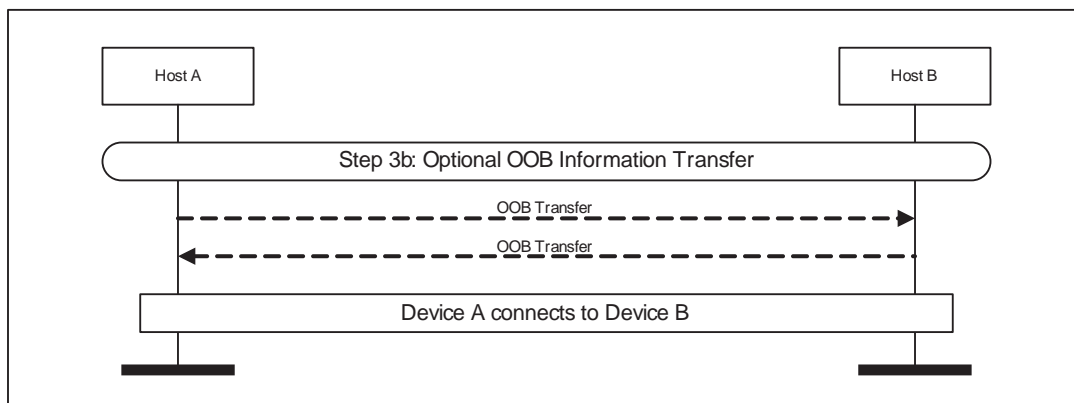 Host A
Host B
Step 3b: Optional OOB Information Transfer
OOB Transfer
OOB Transfer
Device A connects to Device B